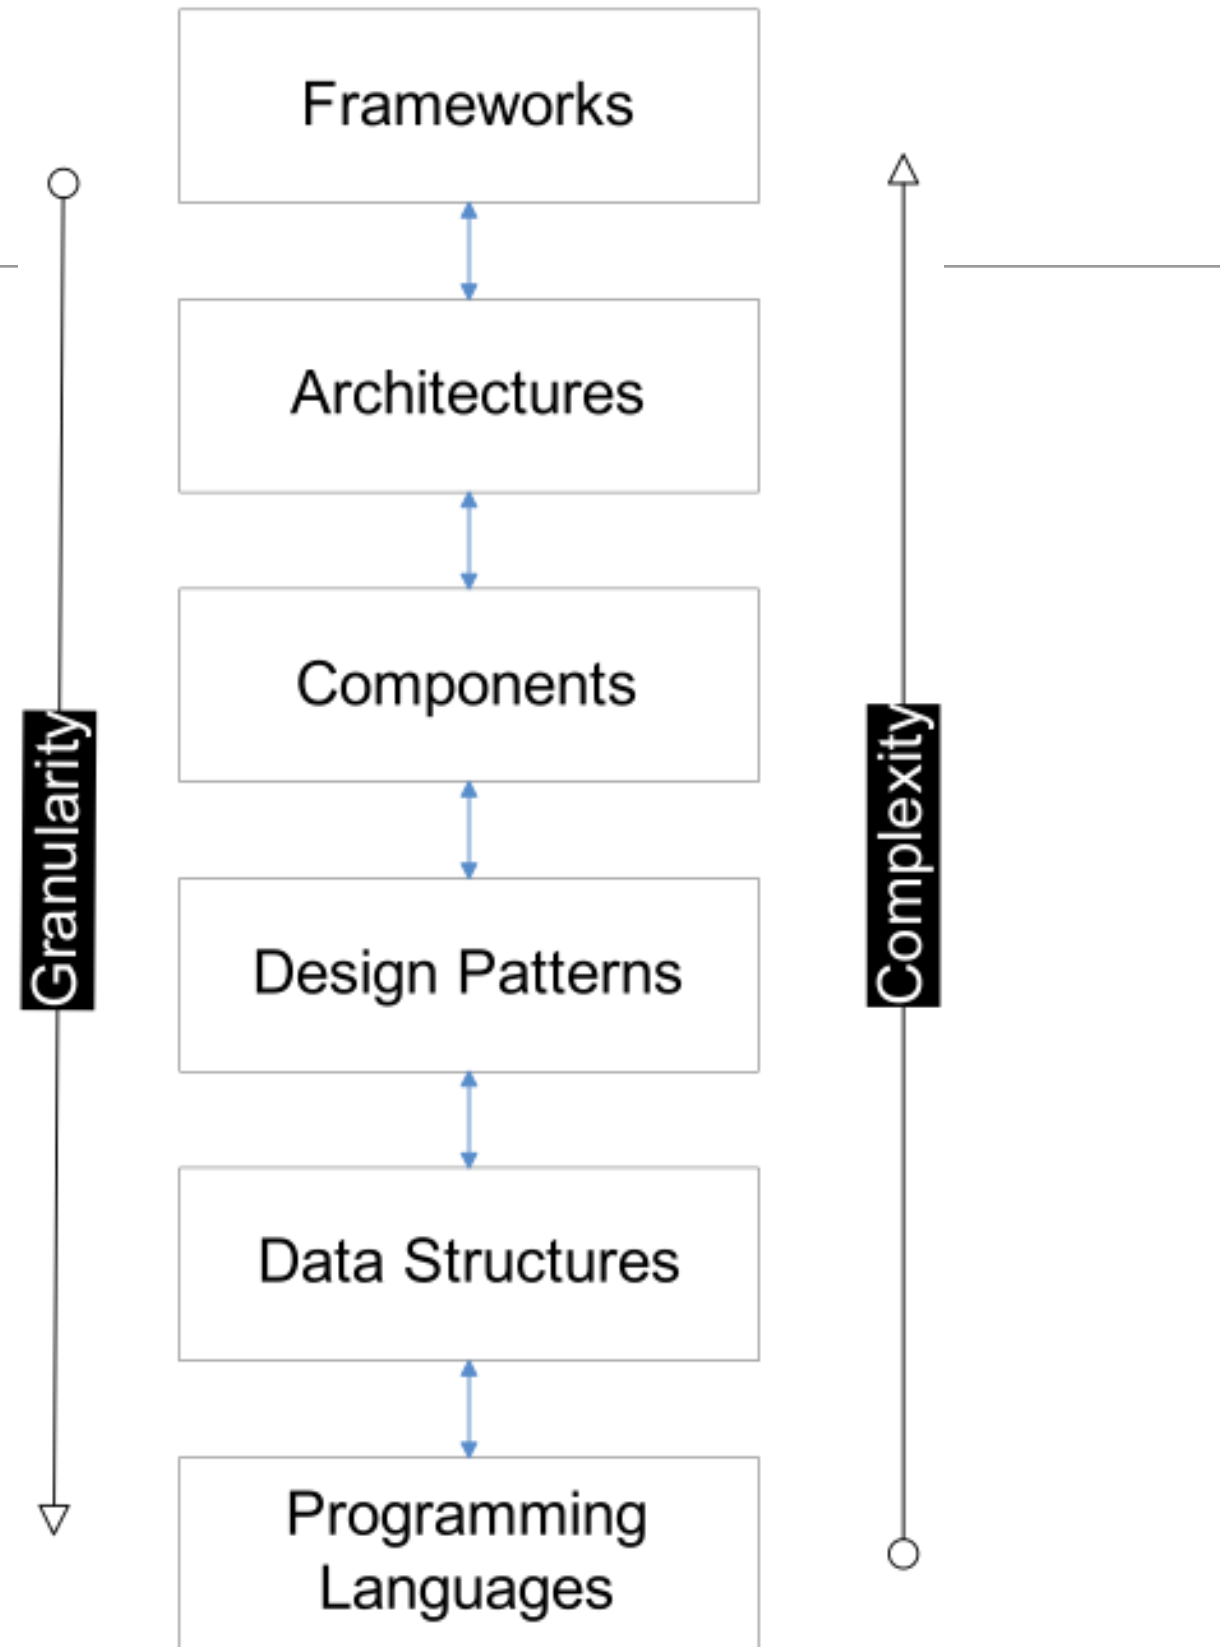 Frameworks
Architectures
Components
Granularity
Complexity
Design Patterns
Data Structures
Programming
Languages